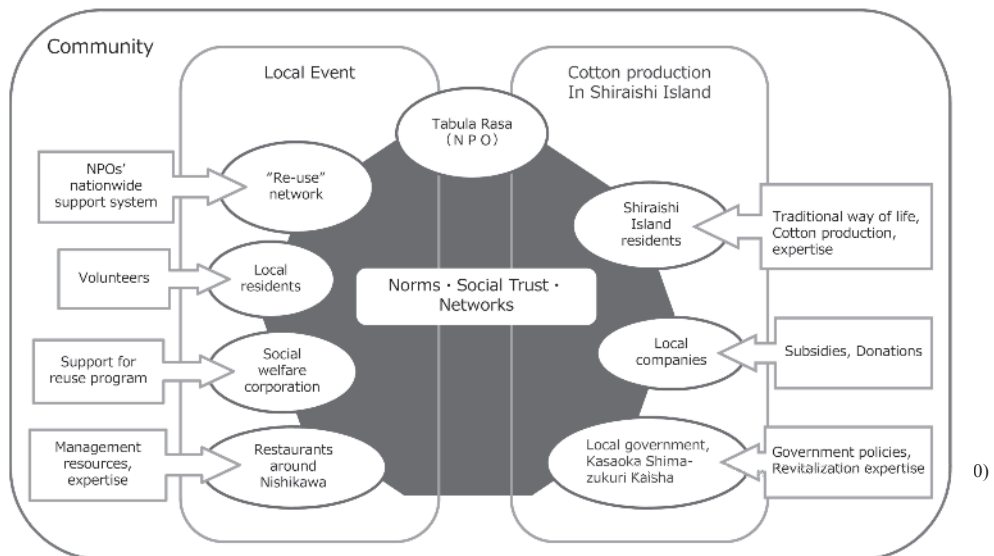 Community
Local Event
Cotton production
In Shiraishi Island
Tabula Rasa
(NPO)
NPOs'
nationwide
support system
"Re-use"
network
Shiraishi
Island
residents
Traditional way of life,
Cotton production,
expertise
Volunteers
Local
residents
Norms・Social Trust・
Networks
Support for
reuse program
Social
welfare
corporation
Local
companies
Subsidies, Donations
Management
resources,
expertise
Restaurants
around
Nishikawa
Local government,
Kasaoka Shima-
zukuri Kaisha
Government policies,
Revitalization expertise
0)